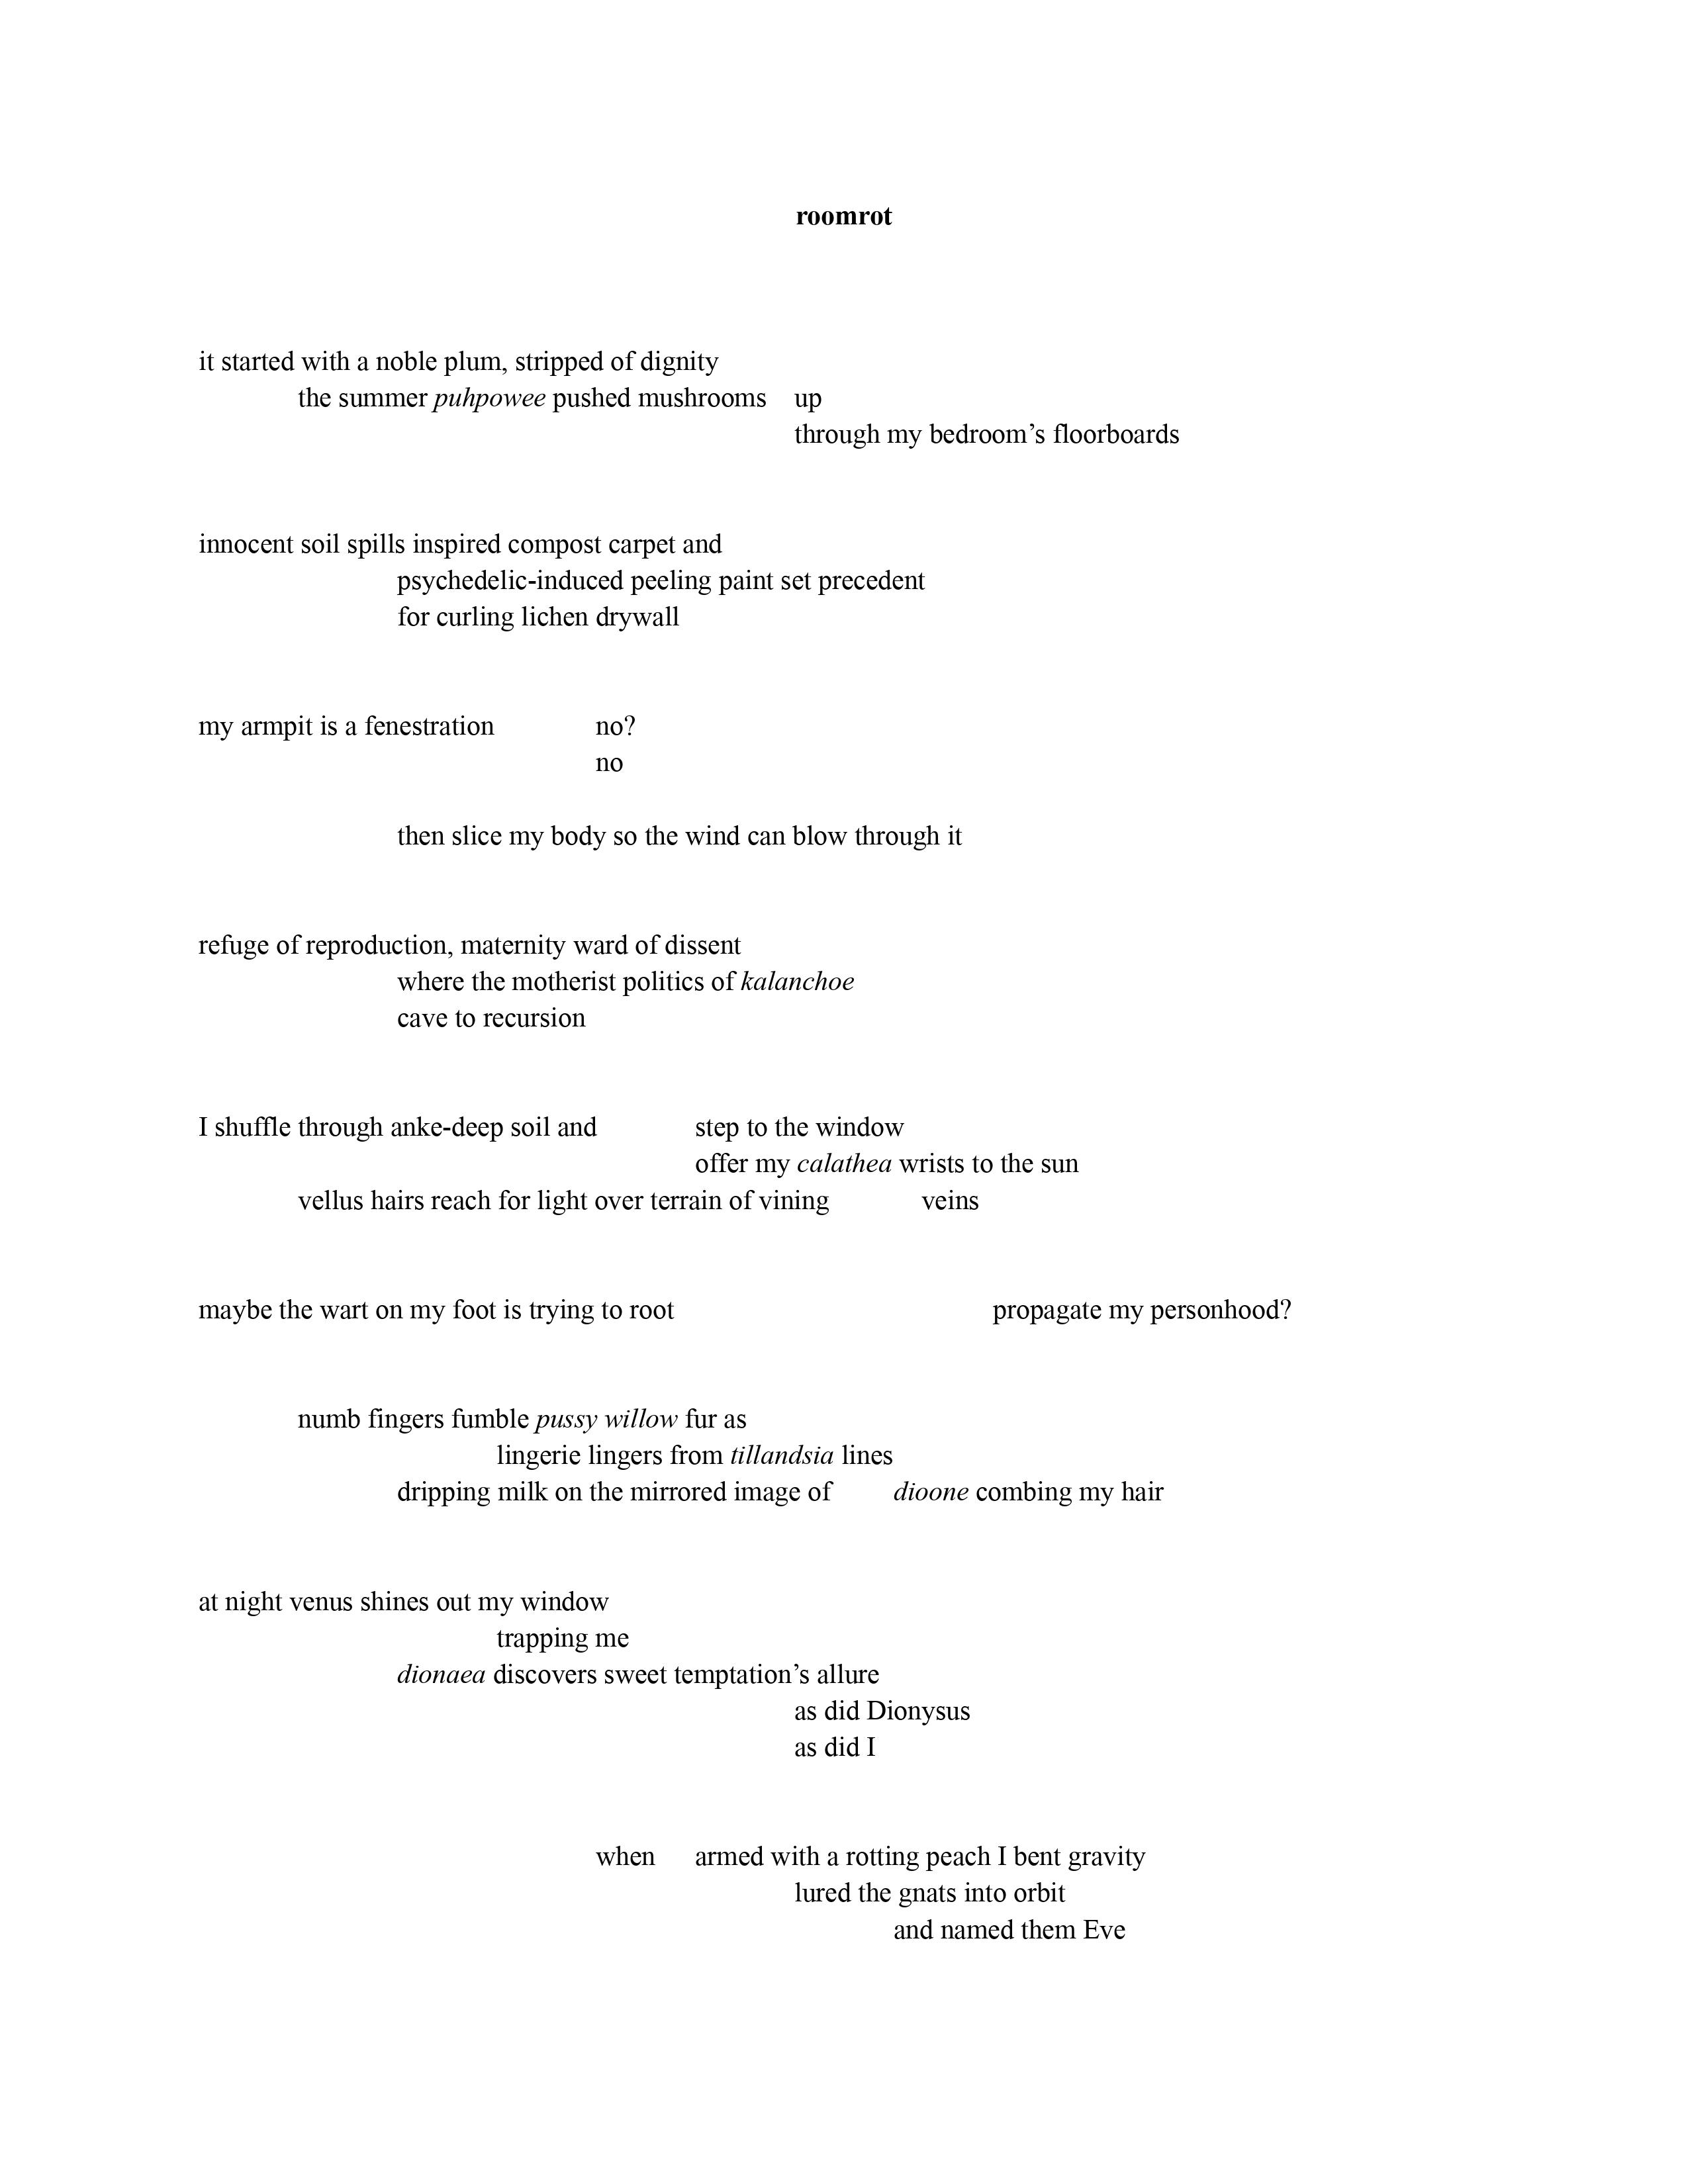 roomrot
it started with a noble plum, stripped of dignity
the summer puhpowee pushed mushrooms up
through my bedroom’s floorboards
innocent soil spills inspired compost carpet and
psychedelic-induced peeling paint set precedent
for curling lichen drywall
my armpit is a fenestration no?
no
then slice my body so the wind can blow through it
refuge of reproduction, maternity ward of dissent
where the motherist politics of kalanchoe
cave to recursion
I shuffle through anke-deep soil and step to the window
offer my calathea wrists to the sun
vellus hairs reach for light over terrain of vining veins
maybe the wart on my foot is trying to root propagate my personhood?
numb fingers fumble pussy willow fur as
lingerie lingers from tillandsia lines
dripping milk on the mirrored image of dioone combing my hair
at night venus shines out my window
trapping me
dionaea discovers sweet temptation’s allure
as did Dionysus
as did I
when armed with a rotting peach I bent gravity
lured the gnats into orbit
and named them Eve